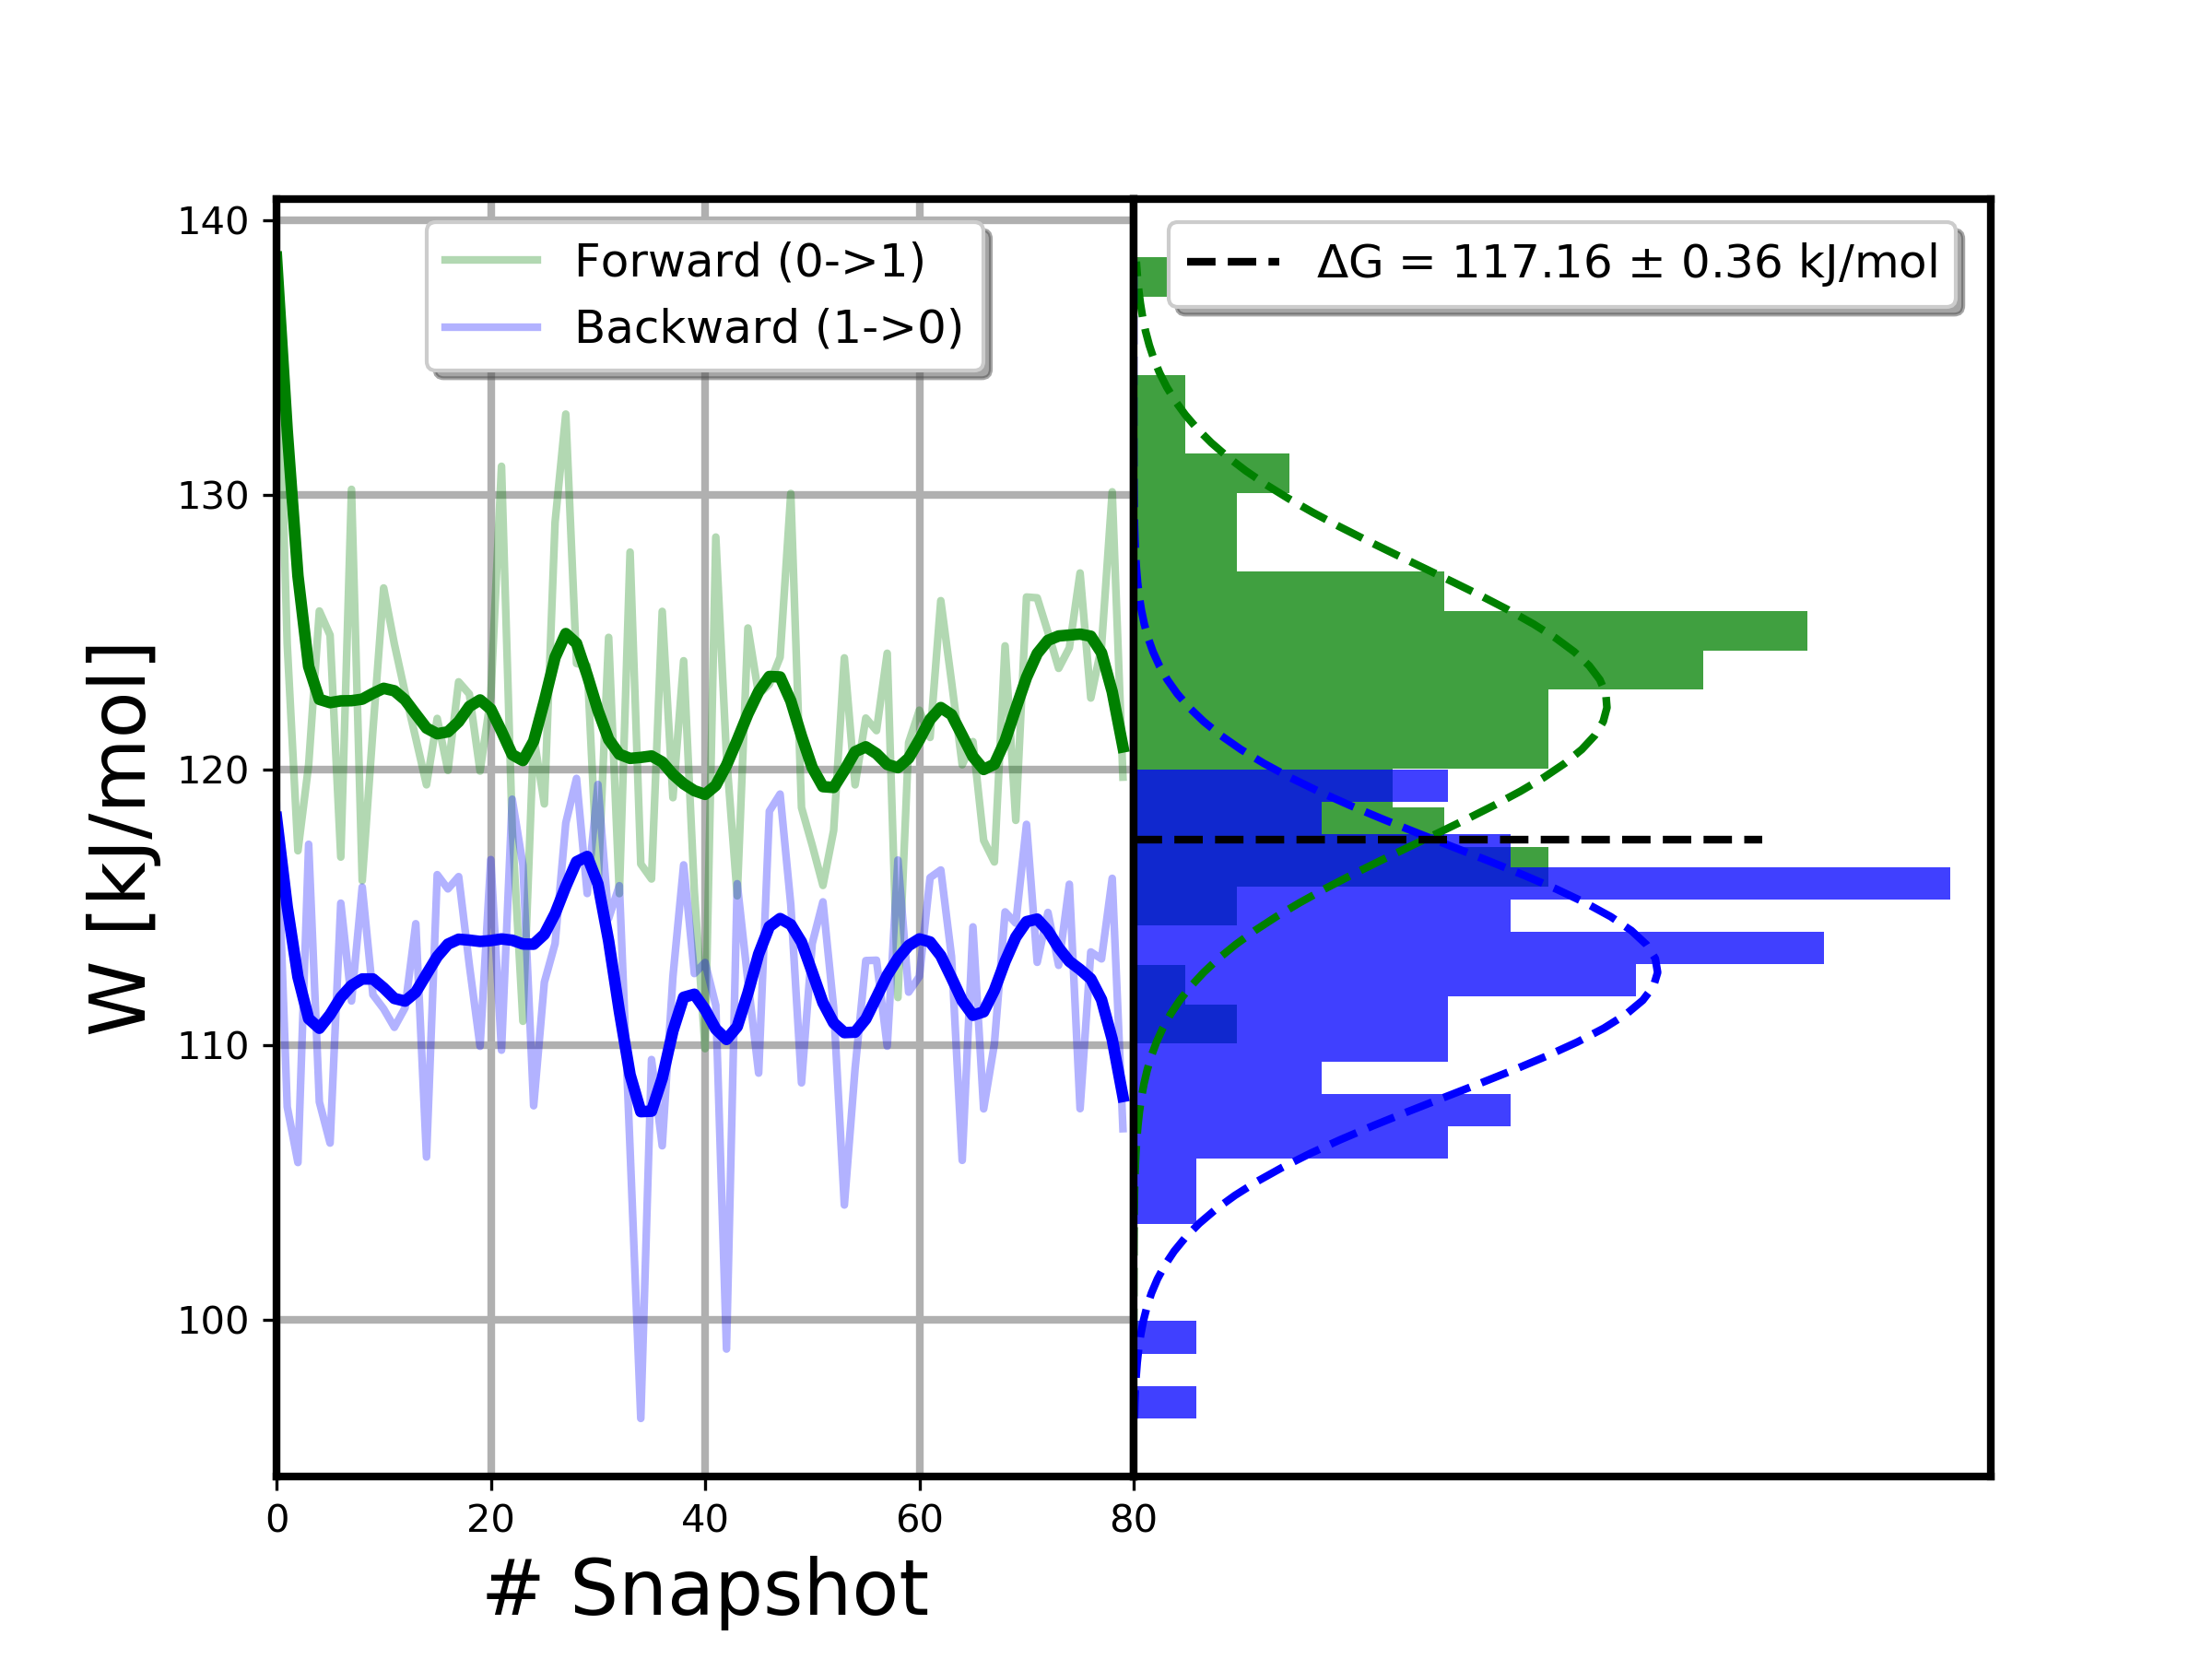 140
130
120
110
100
W [kJ/mol]
Forward (0->1)
Backward (1->0)
ΔG = 117.16 ± 0.36 kJ/mol
0 20 40 60 80
# Snapshot